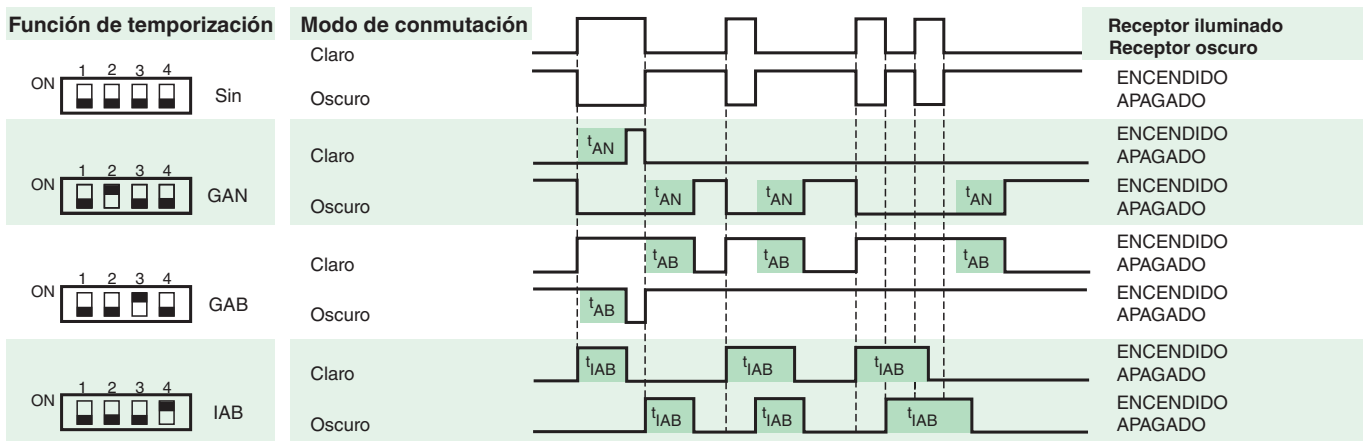 Función de temporización
Modo de conmutación
Receptor iluminado
Receptor oscuro
Claro
ON 1 2 3 4 Sin
Oscuro
ENCENDIDO
APAGADO
Claro
tAN
ENCENDIDO
APAGADO
ON 1 2 3 4 GAN
Oscuro
tAN tAN tAN
ENCENDIDO
APAGADO
Claro
tAB tAB tAB
ENCENDIDO
APAGADO
ON 1 2 3 4 GAB
Oscuro
tAB
ENCENDIDO
APAGADO
Claro
tIAB tIAB tIAB
ENCENDIDO
APAGADO
ON 1 2 3 4 IAB
Oscuro
tIAB tIAB tIAB
ENCENDIDO
APAGADO